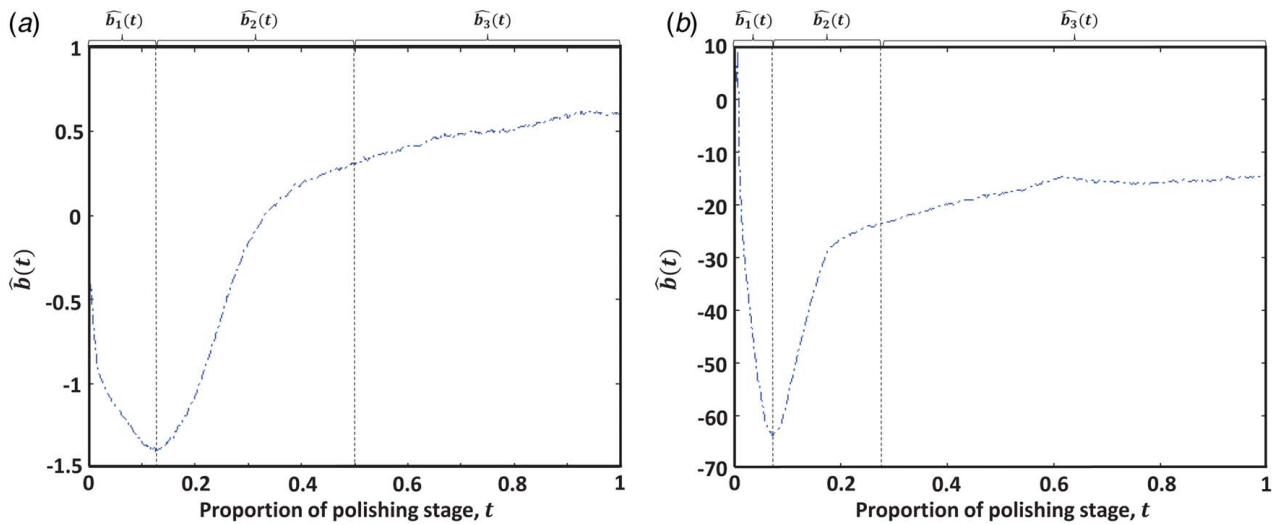 (a)
b̂₁(t) b̂₂(t) b̂₃(t)
1
0.5
0
-0.5
-1
-1.5
b̂(t)
0 0.2 0.4 0.6 0.8 1
Proportion of polishing stage, t
(b)
b̂₁(t) b̂₂(t) b̂₃(t)
10
0
-10
-20
-30
-40
-50
-60
-70
b̂(t)
0 0.2 0.4 0.6 0.8 1
Proportion of polishing stage, t